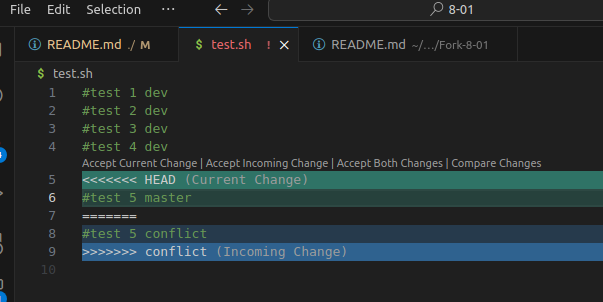 File Edit Selection ··· ← → 8-01
README.md ./ M $ test.sh ! × README.md ~/.../Fork-8-01
$ test.sh
1 #test 1 dev
2 #test 2 dev
3 #test 3 dev
4 #test 4 dev
Accept Current Change | Accept Incoming Change | Accept Both Changes | Compare Changes
5 <<<<<<< HEAD (Current Change)
6 #test 5 master
7 =======
8 #test 5 conflict
9 >>>>>>> conflict (Incoming Change)
10